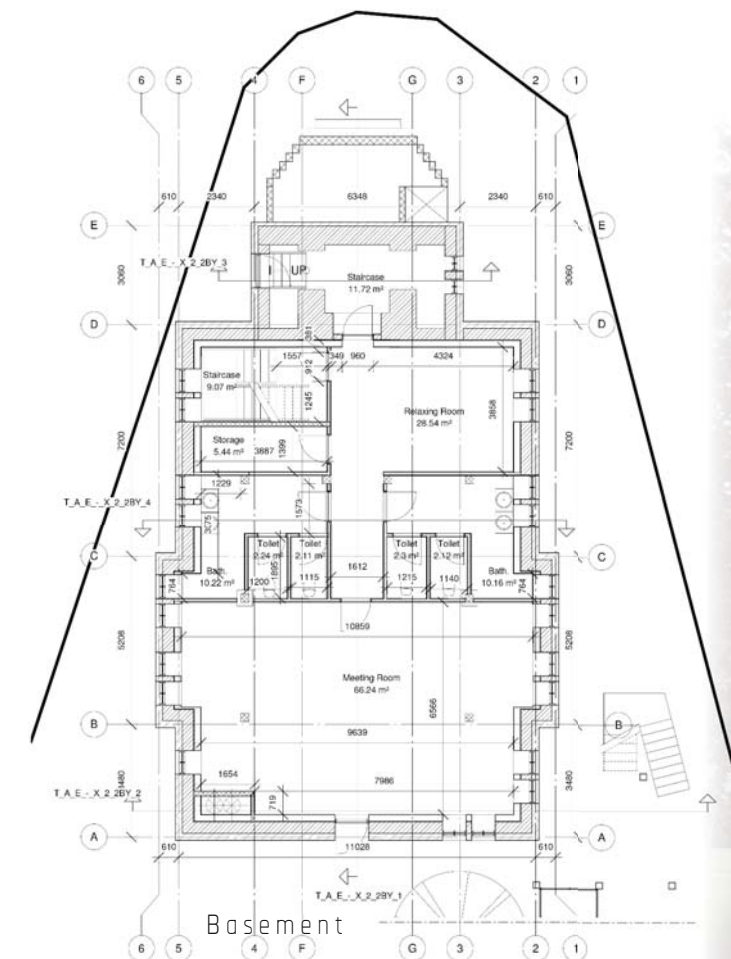 6 5 4 F G 3 2 1
610 2340 6348 2340 610
E E
T_A_E_-_X_2_2BY_3
I UP
Staircase
11.72 m²
3060 3060
D D
381
1557 349 960 4324
912
Staircase
9.07 m²
1245
Relaxing Room
28.54 m²
3858
7200 7200
Storage
5.44 m²
3887
1399
1229
T_A_E_-_X_2_2BY_4
1573
3075
C C
Toilet
2.24 m²
Toilet
2.11 m²
Toilet
2.3 m²
Toilet
2.12 m²
1895
1612
Bath.
10.22 m²
1200 1115 1215 1140
Bath.
10.16 m²
764 764
10859
5208 5208
Meeting Room
66.24 m²
6566
B B
9639
1654 7986
719
3480 3480
T_A_E_-_X_2_2BY_2
A A
610 11028 610
T_A_E_-_X_2_2BY_1
Basement
6 5 4 F G 3 2 1